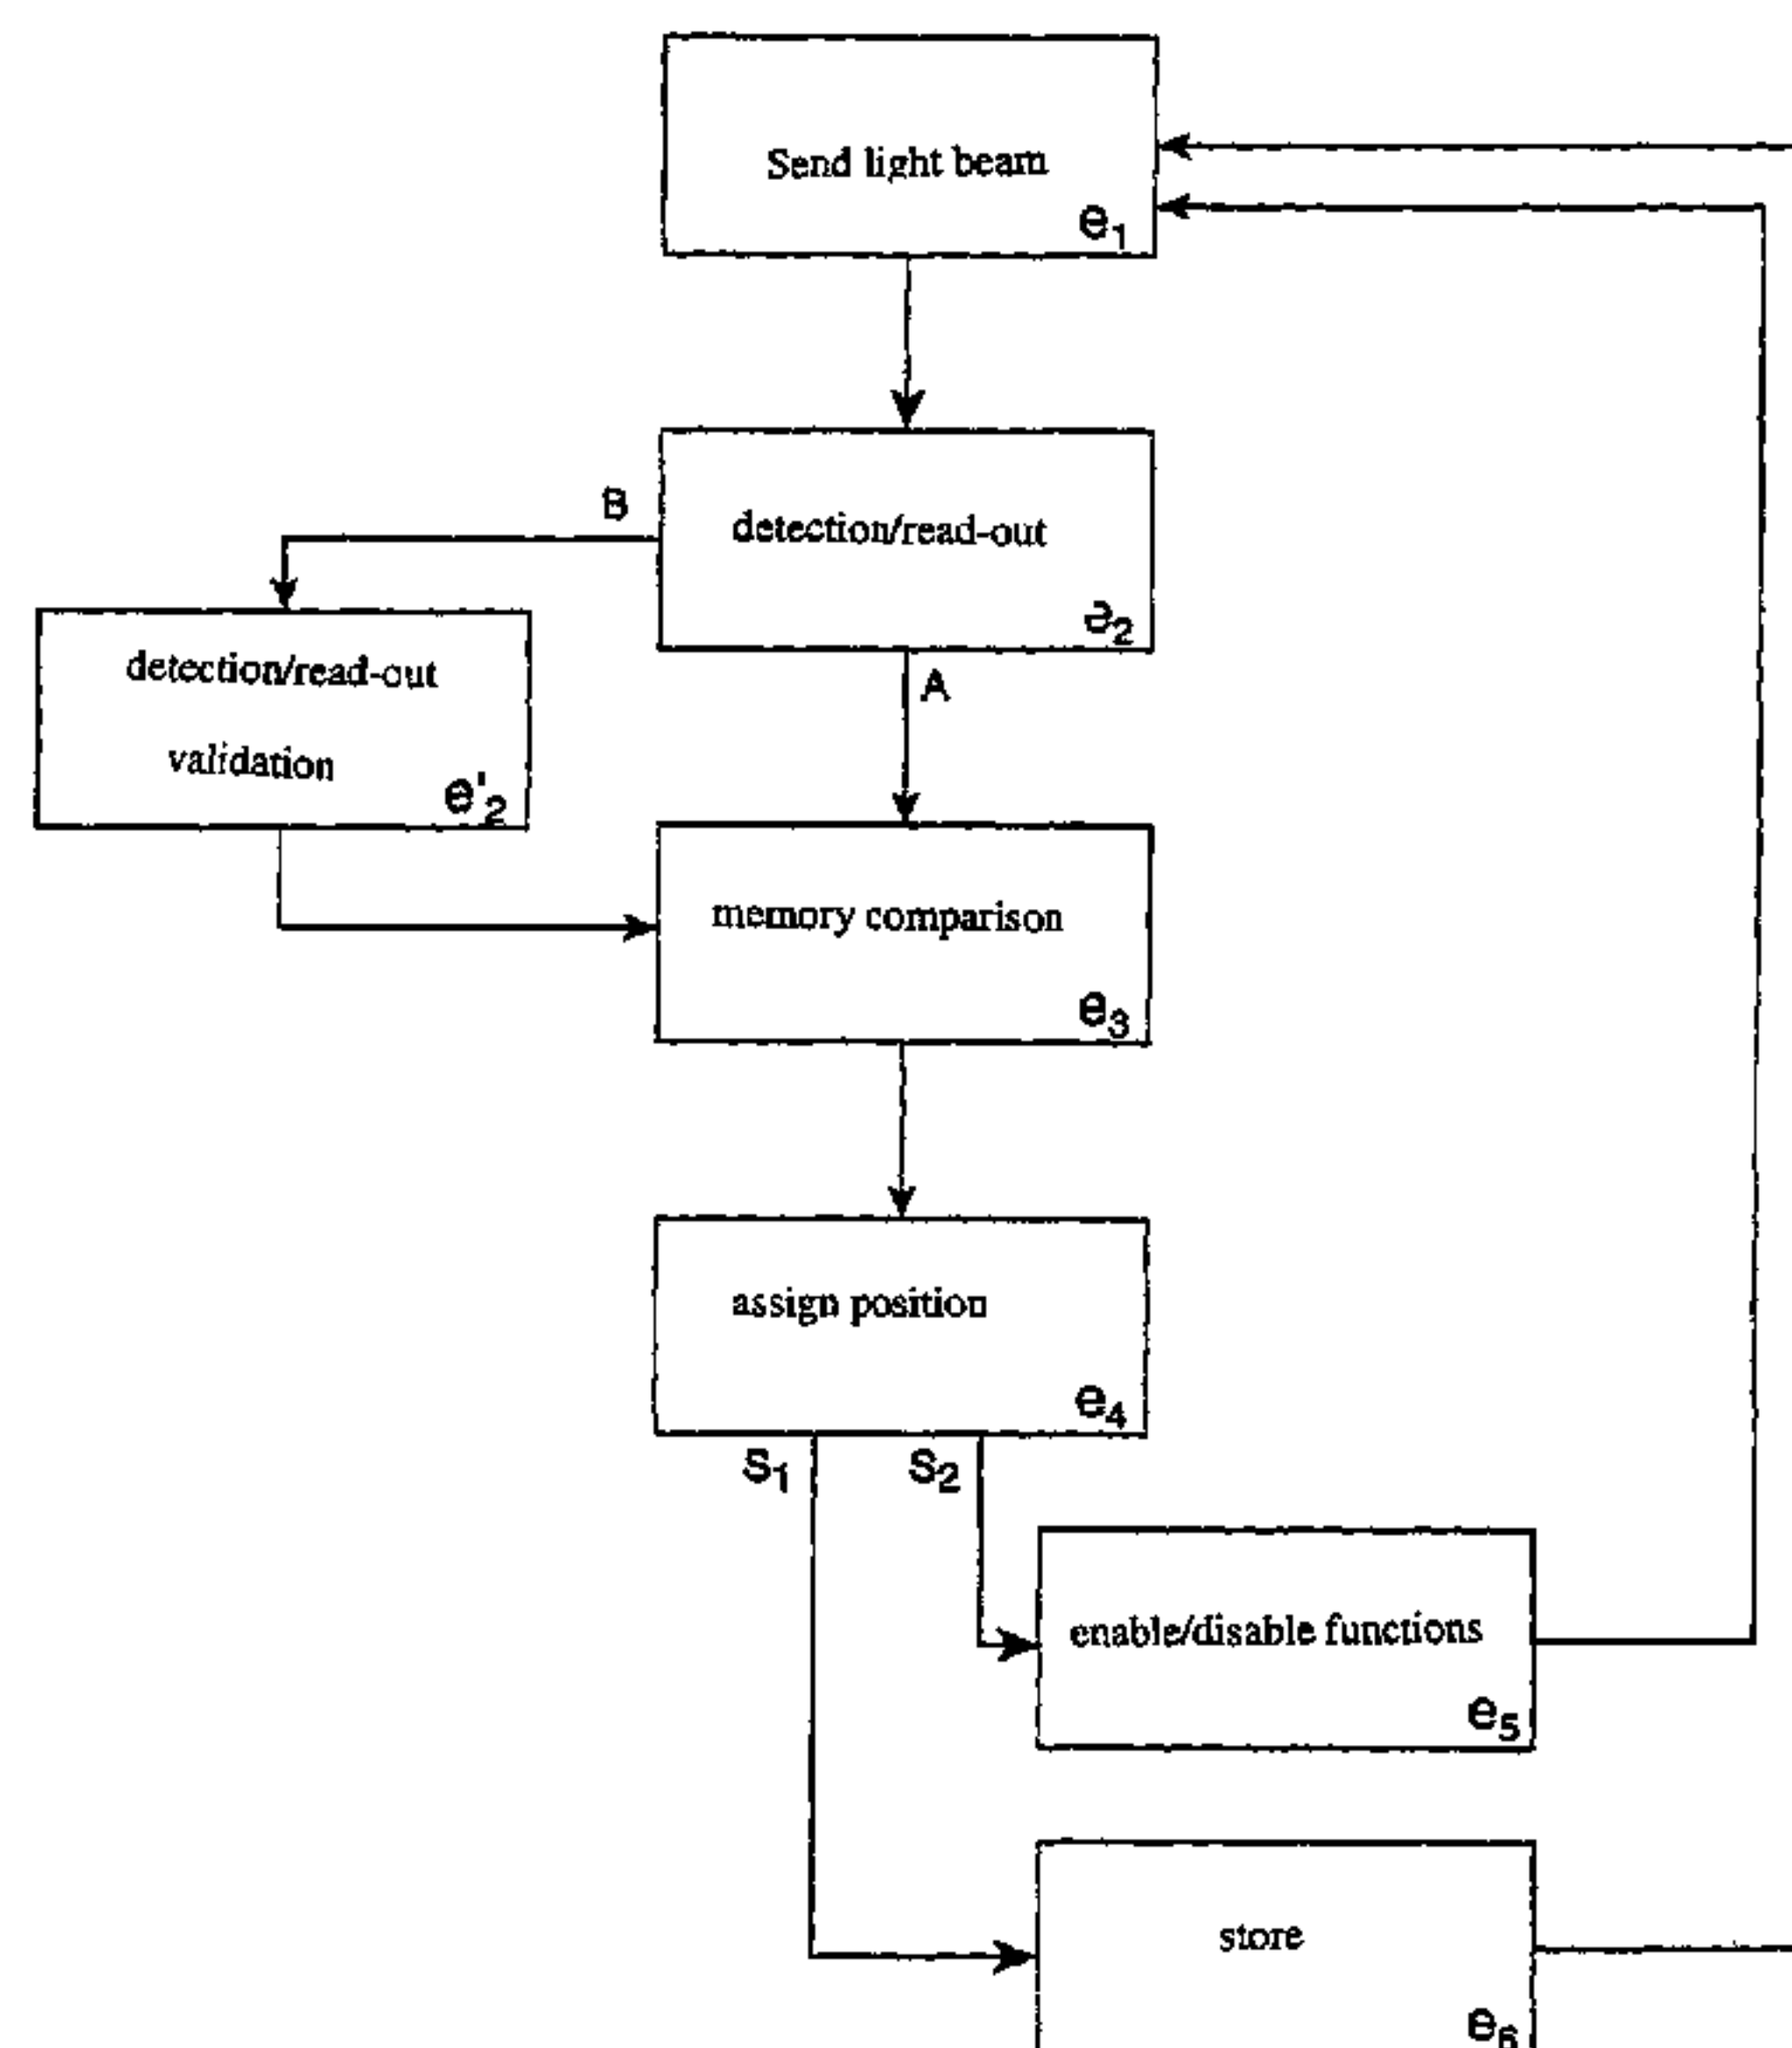 Send light beam
e1
detection/read-out
e2
B
A
detection/read-out
validation
e'2
memory comparison
e3
assign position
e4
S1
S2
enable/disable functions
e5
store
e6